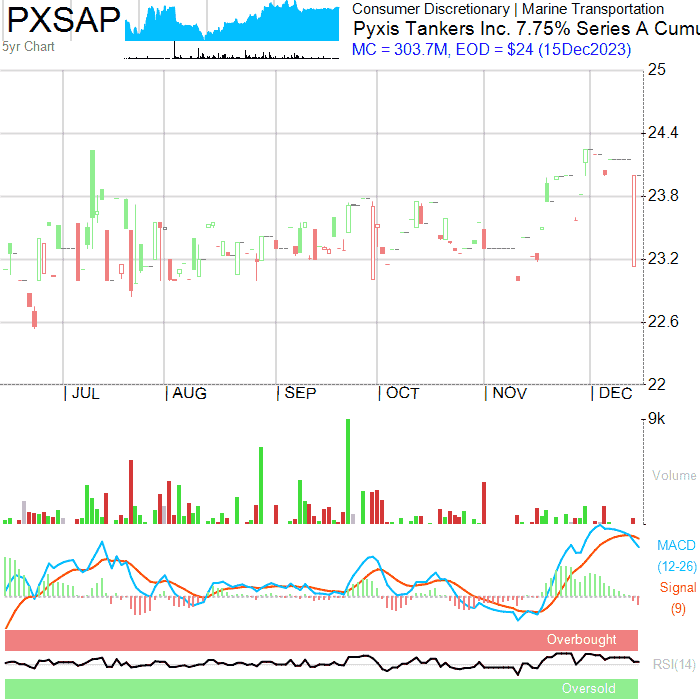 PXSAP
5yr Chart
Consumer Discretionary | Marine Transportation
Pyxis Tankers Inc. 7.75% Series A Cumu
MC = 303.7M, EOD = $24 (15Dec2023)
25
24.4
23.8
23.2
22.6
22
JUL
AUG
SEP
OCT
NOV
DEC
9k
Volume
MACD
(12-26)
Signal
(9)
Overbought
RSI(14)
Oversold